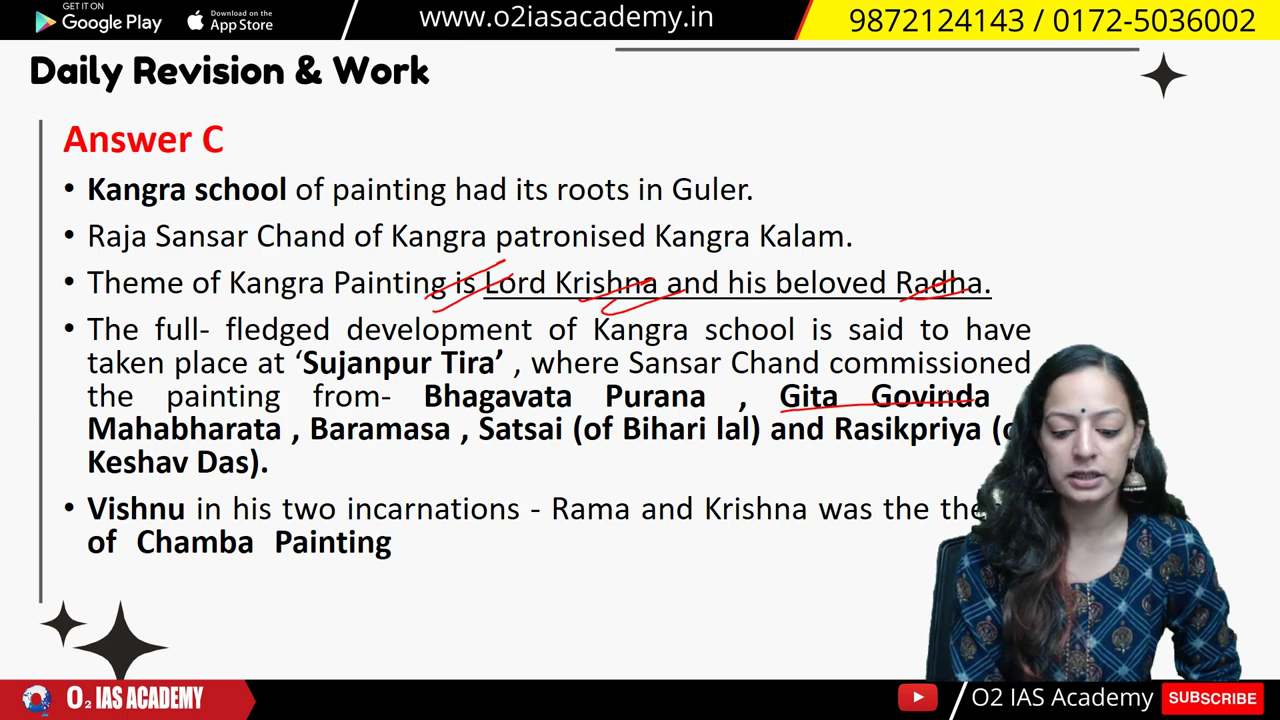 GET IT ON
Google Play
Download on the
App Store
www.o2iasacademy.in
9872124143 / 0172-5036002
Daily Revision & Work
Answer C
• Kangra school of painting had its roots in Guler.
• Raja Sansar Chand of Kangra patronised Kangra Kalam.
• Theme of Kangra Painting is Lord Krishna and his beloved Radha.
• The full- fledged development of Kangra school is said to have
taken place at ‘Sujanpur Tira’ , where Sansar Chand commissioned
the painting from- Bhagavata Purana , Gita Govinda
Mahabharata , Baramasa , Satsai (of Bihari lal) and Rasikpriya
Keshav Das).
• Vishnu in his two incarnations - Rama and Krishna was the
of Chamba Painting
O2 IAS ACADEMY
O2 IAS Academy
SUBSCRIBE